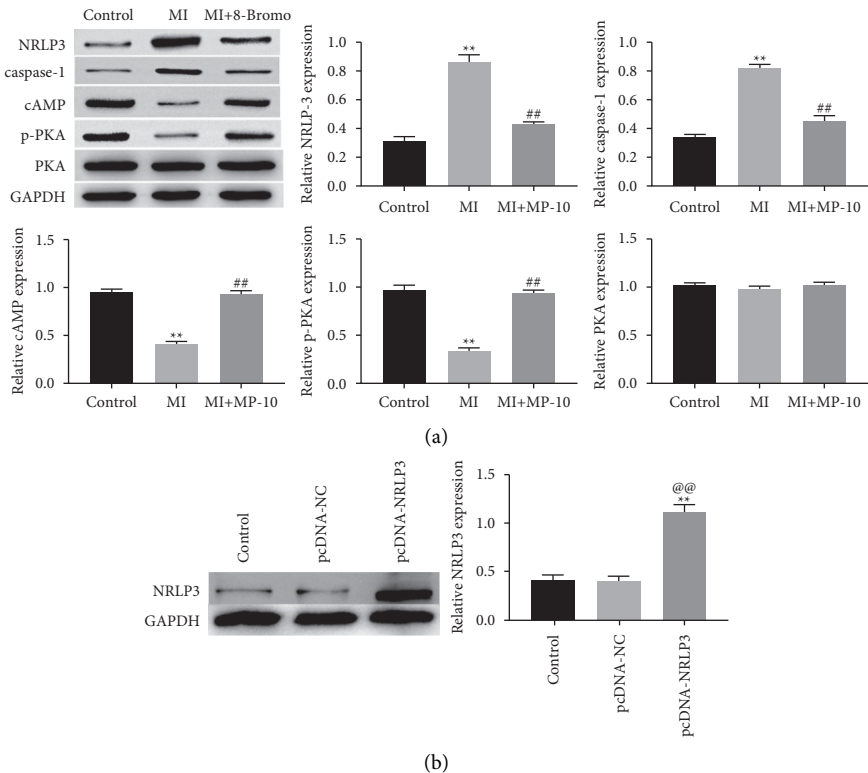 Control MI MI+8-Bromo
NRLP3
caspase-1
cAMP
p-PKA
PKA
GAPDH
Relative NRLP-3 expression
1.0
0.8
0.6
0.4
0.2
0.0
**
##
Control MI MI+MP-10
Relative caspase-1 expression
1.0
0.8
0.6
0.4
0.2
0.0
**
##
Control MI MI+MP-10
Relative cAMP expression
1.5
1.0
0.5
0.0
**
##
Control MI MI+MP-10
Relative p-PKA expression
1.5
1.0
0.5
0.0
**
##
Control MI MI+MP-10
Relative PKA expression
1.5
1.0
0.5
0.0
Control MI MI+MP-10
(a)
Control
pcDNA-NC
pcDNA-NRLP3
NRLP3
GAPDH
Relative NRLP3 expression
1.5
1.0
0.5
0.0
@@
**
Control
pcDNA-NC
pcDNA-NRLP3
(b)